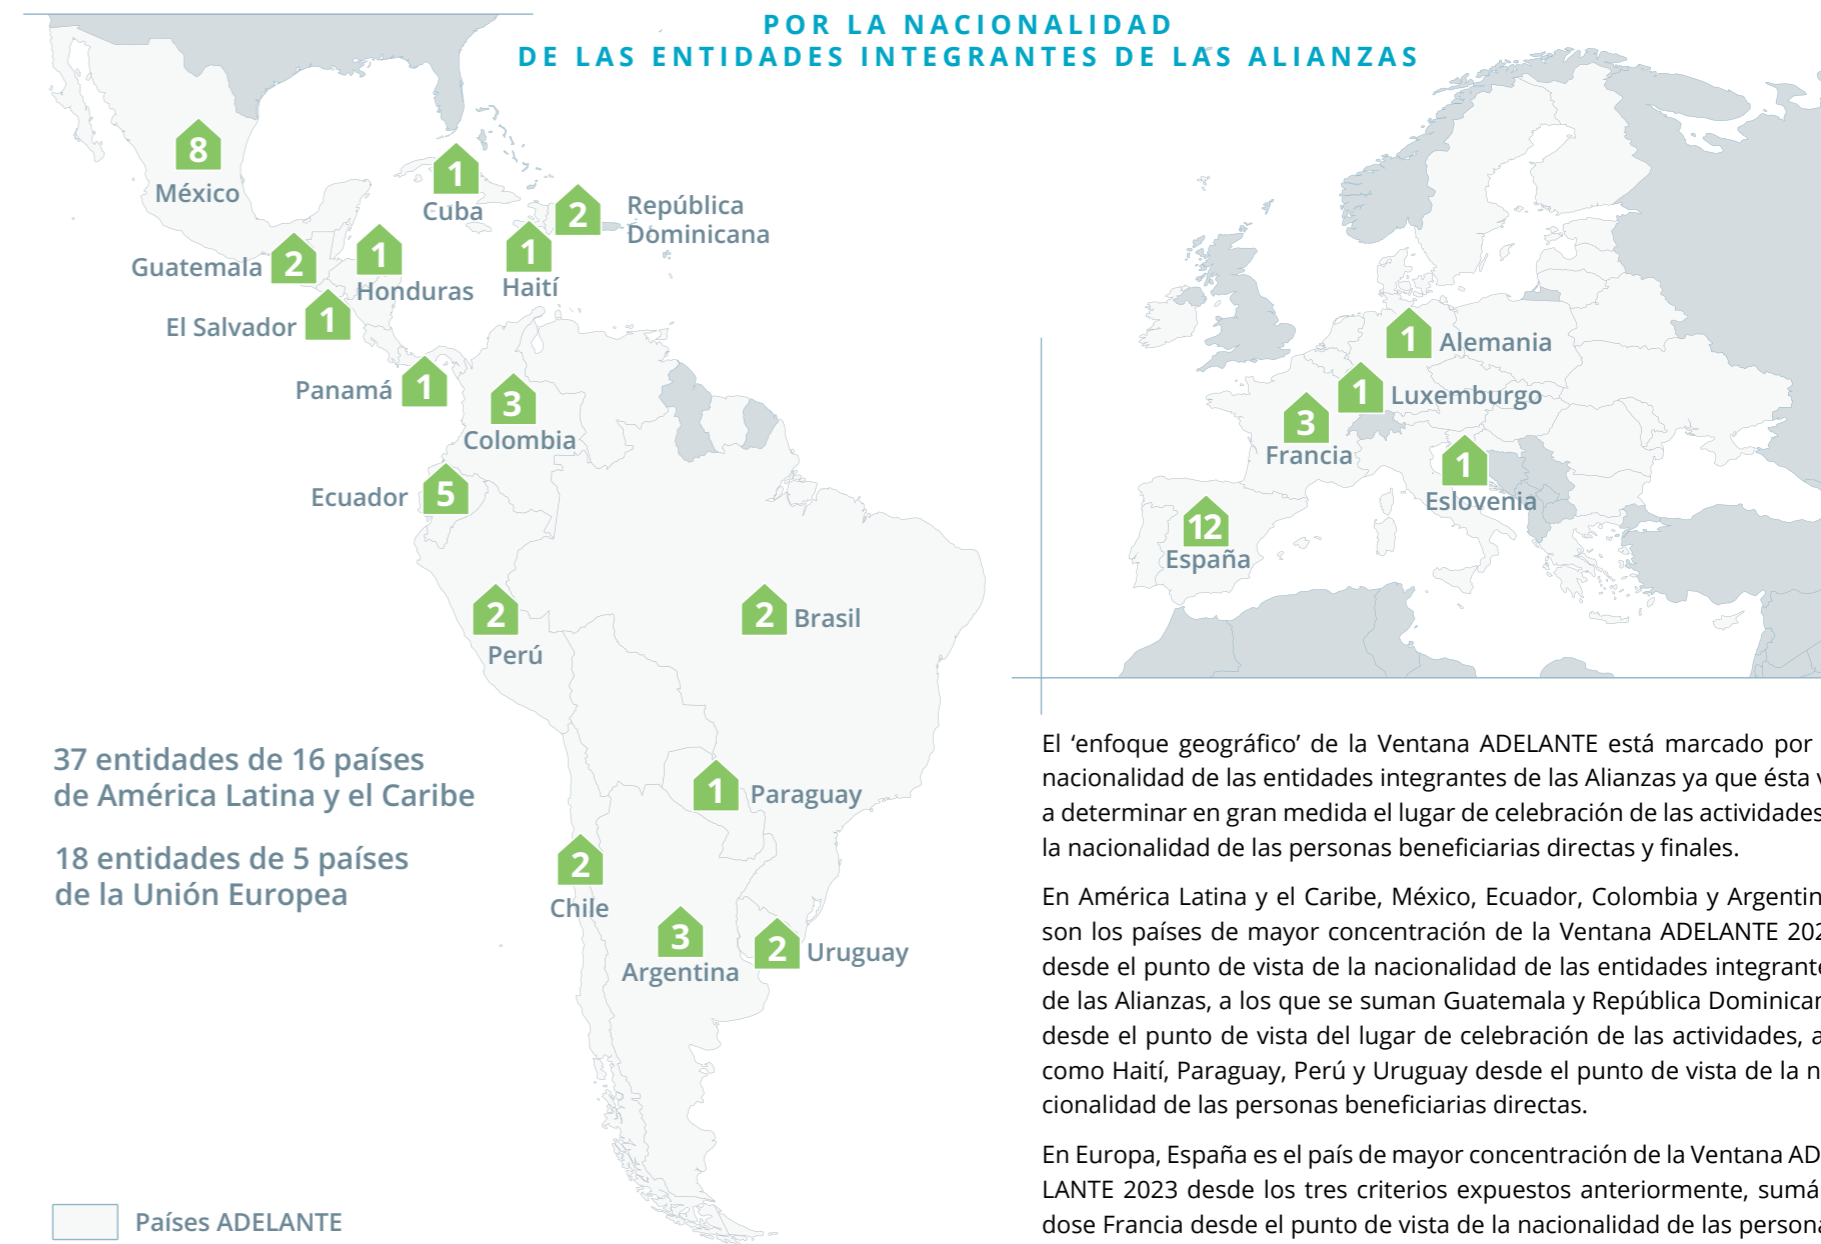 POR LA NACIONALIDAD
DE LAS ENTIDADES INTEGRANTES DE LAS ALIANZAS
8
México
1
Cuba
2
República
Dominicana
Guatemala
2
1
Honduras
1
Haití
El Salvador
1
Panamá
1
3
Colombia
Ecuador
5
2
Perú
2
Brasil
1
Paraguay
2
Chile
3
Argentina
2
Uruguay
37 entidades de 16 países
de América Latina y el Caribe
18 entidades de 5 países
de la Unión Europea
Países ADELANTE
1
Alemania
1
Luxemburgo
3
Francia
1
Eslovenia
12
España
El ‘enfoque geográfico’ de la Ventana ADELANTE está marcado por
nacionalidad de las entidades integrantes de las Alianzas ya que ésta v
a determinar en gran medida el lugar de celebración de las actividades
la nacionalidad de las personas beneficiarias directas y finales.
En América Latina y el Caribe, México, Ecuador, Colombia y Argentin
son los países de mayor concentración de la Ventana ADELANTE 202
desde el punto de vista de la nacionalidad de las entidades integrante
de las Alianzas, a los que se suman Guatemala y República Dominican
desde el punto de vista del lugar de celebración de las actividades, a
como Haití, Paraguay, Perú y Uruguay desde el punto de vista de la n
cionalidad de las personas beneficiarias directas.
En Europa, España es el país de mayor concentración de la Ventana AD
LANTE 2023 desde los tres criterios expuestos anteriormente, sumá
dose Francia desde el punto de vista de la nacionalidad de las persona